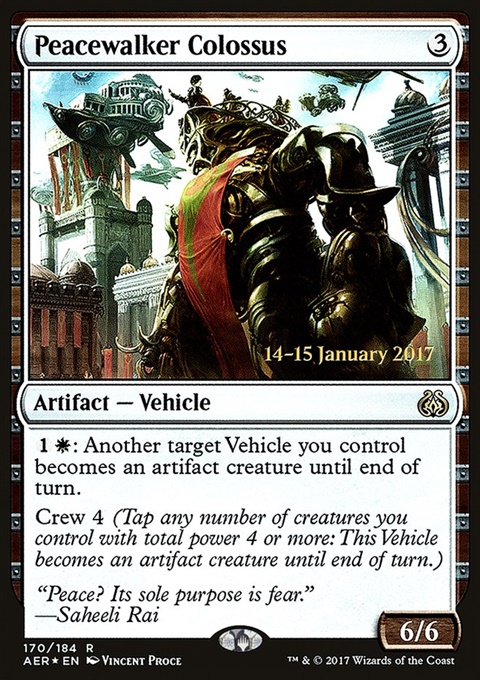 Peacewalker Colossus 3
14–15 January 2017
Artifact — Vehicle
1 : Another target Vehicle you control
becomes an artifact creature until end of
turn.
Crew 4 (Tap any number of creatures you
control with total power 4 or more: This Vehicle
becomes an artifact creature until end of turn.)
“Peace? Its sole purpose is fear.”
—Saheeli Rai
6/6
170/184 R
AER★EN Vincent Proce
™ & © 2017 Wizards of the Coast